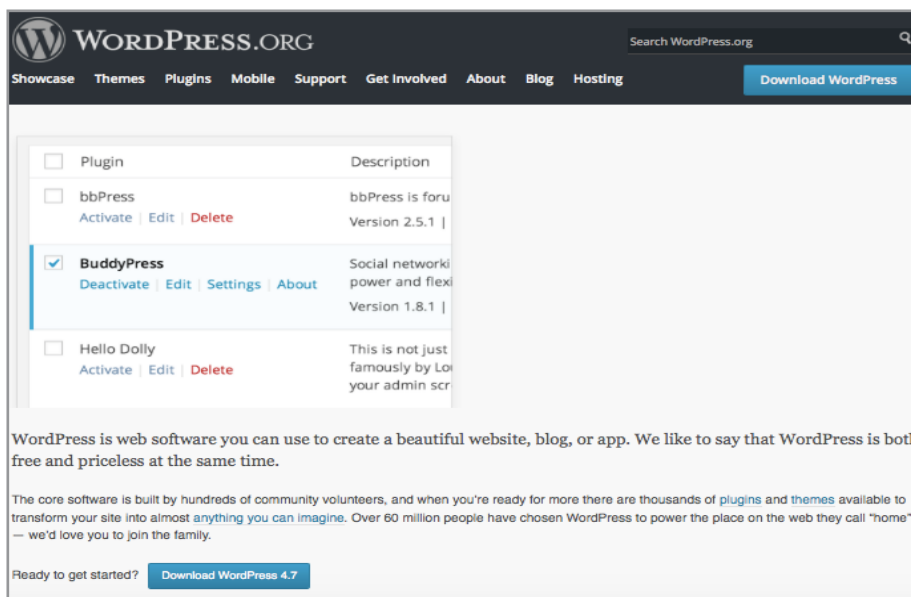 WORDPRESS.ORG
Search WordPress.org
Showcase Themes Plugins Mobile Support Get Involved About Blog Hosting
Download WordPress
Plugin Description
bbPress bbPress is foru
Activate | Edit | Delete
Version 2.5.1 |
BuddyPress Social networki
Deactivate | Edit | Settings | About power and flexi
Version 1.8.1 |
Hello Dolly This is not just
Activate | Edit | Delete famously by Lou
your admin scr
WordPress is web software you can use to create a beautiful website, blog, or app. We like to say that WordPress is both
free and priceless at the same time.
The core software is built by hundreds of community volunteers, and when you're ready for more there are thousands of plugins and themes available to
transform your site into almost anything you can imagine. Over 60 million people have chosen WordPress to power the place on the web they call "home"
— we'd love you to join the family.
Ready to get started? Download WordPress 4.7